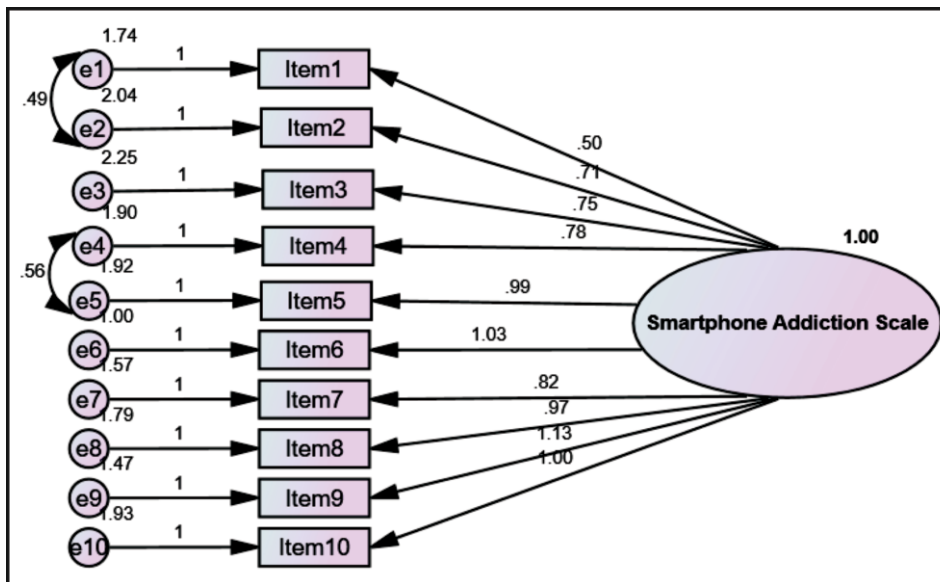 1.74
e1 1 Item1
.49
2.04
e2 1 Item2
.50
.71
2.25
e3 1 Item3
.75
1.90
e4 1 Item4
.78
1.00
.56
1.92
e5 1 Item5
.99
Smartphone Addiction Scale
1.00
e6 1 Item6
1.03
1.57
e7 1 Item7
.82
1.79
e8 1 Item8
.97
1.13
1.47
e9 1 Item9
1.00
1.93
e10 1 Item10